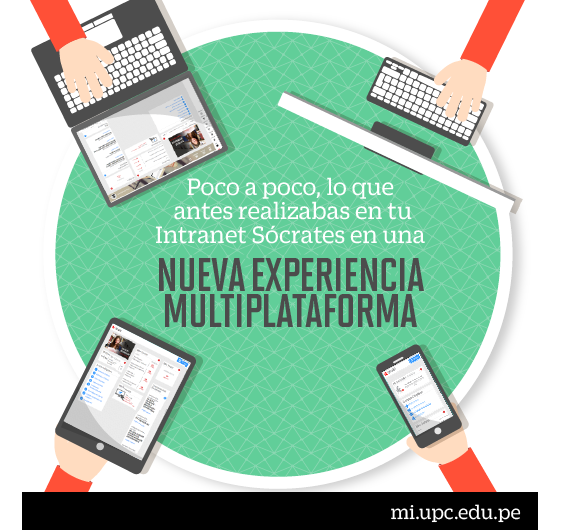 Poco a poco, lo que
antes realizabas en tu
Intranet Sócrates en una
NUEVA EXPERIENCIA
MULTIPLATAFORMA
mi.upc.edu.pe